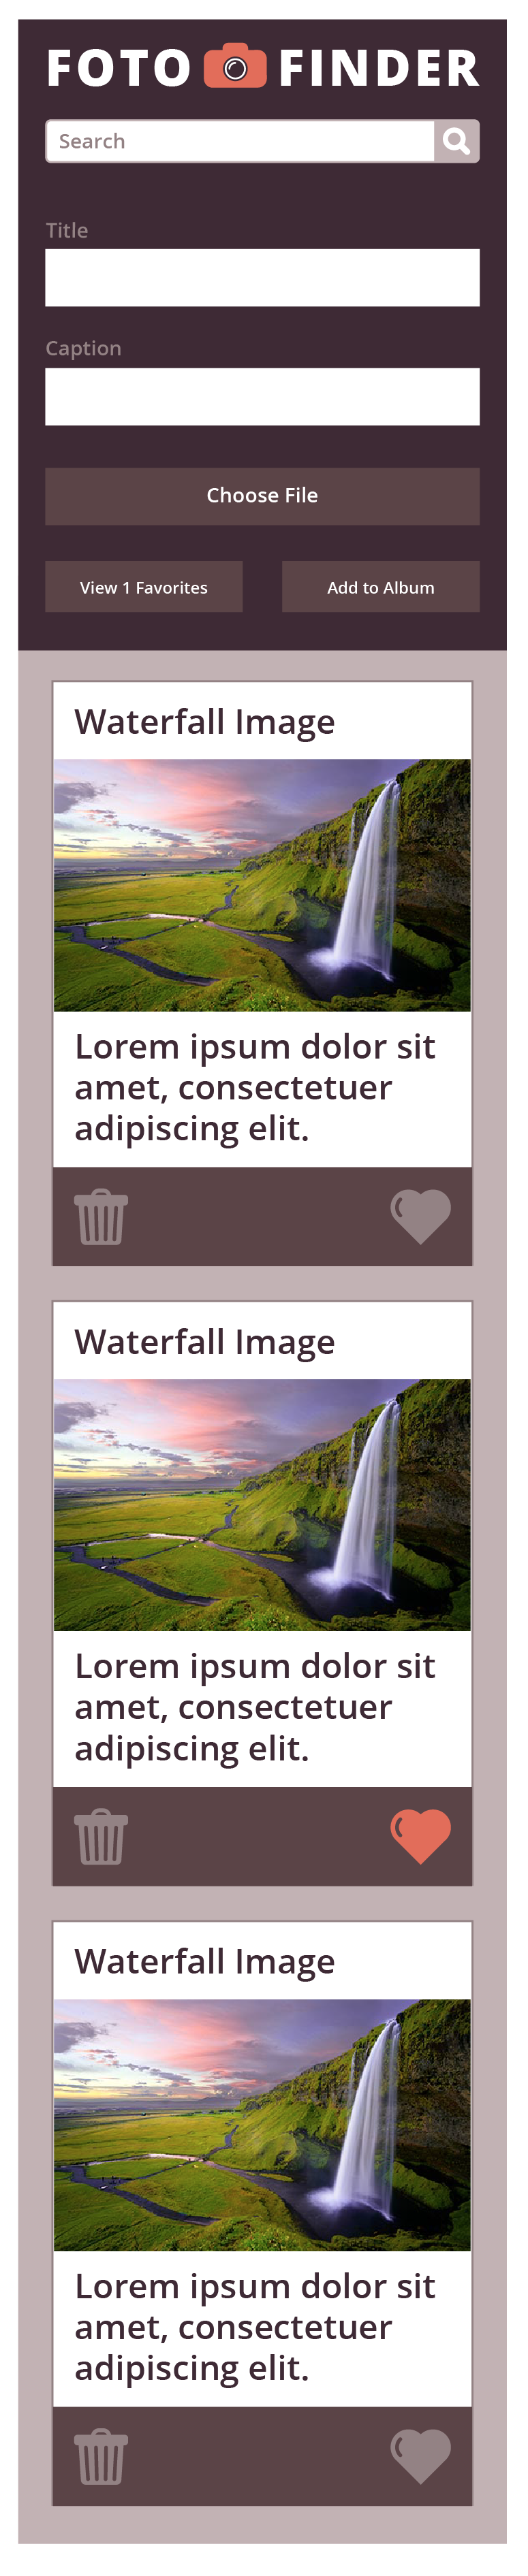 FOTO FINDER
Search
Title
Caption
Choose File
View 1 Favorites
Add to Album
Waterfall Image
Lorem ipsum dolor sit
amet, consectetuer
adipiscing elit.
Waterfall Image
Lorem ipsum dolor sit
amet, consectetuer
adipiscing elit.
Waterfall Image
Lorem ipsum dolor sit
amet, consectetuer
adipiscing elit.